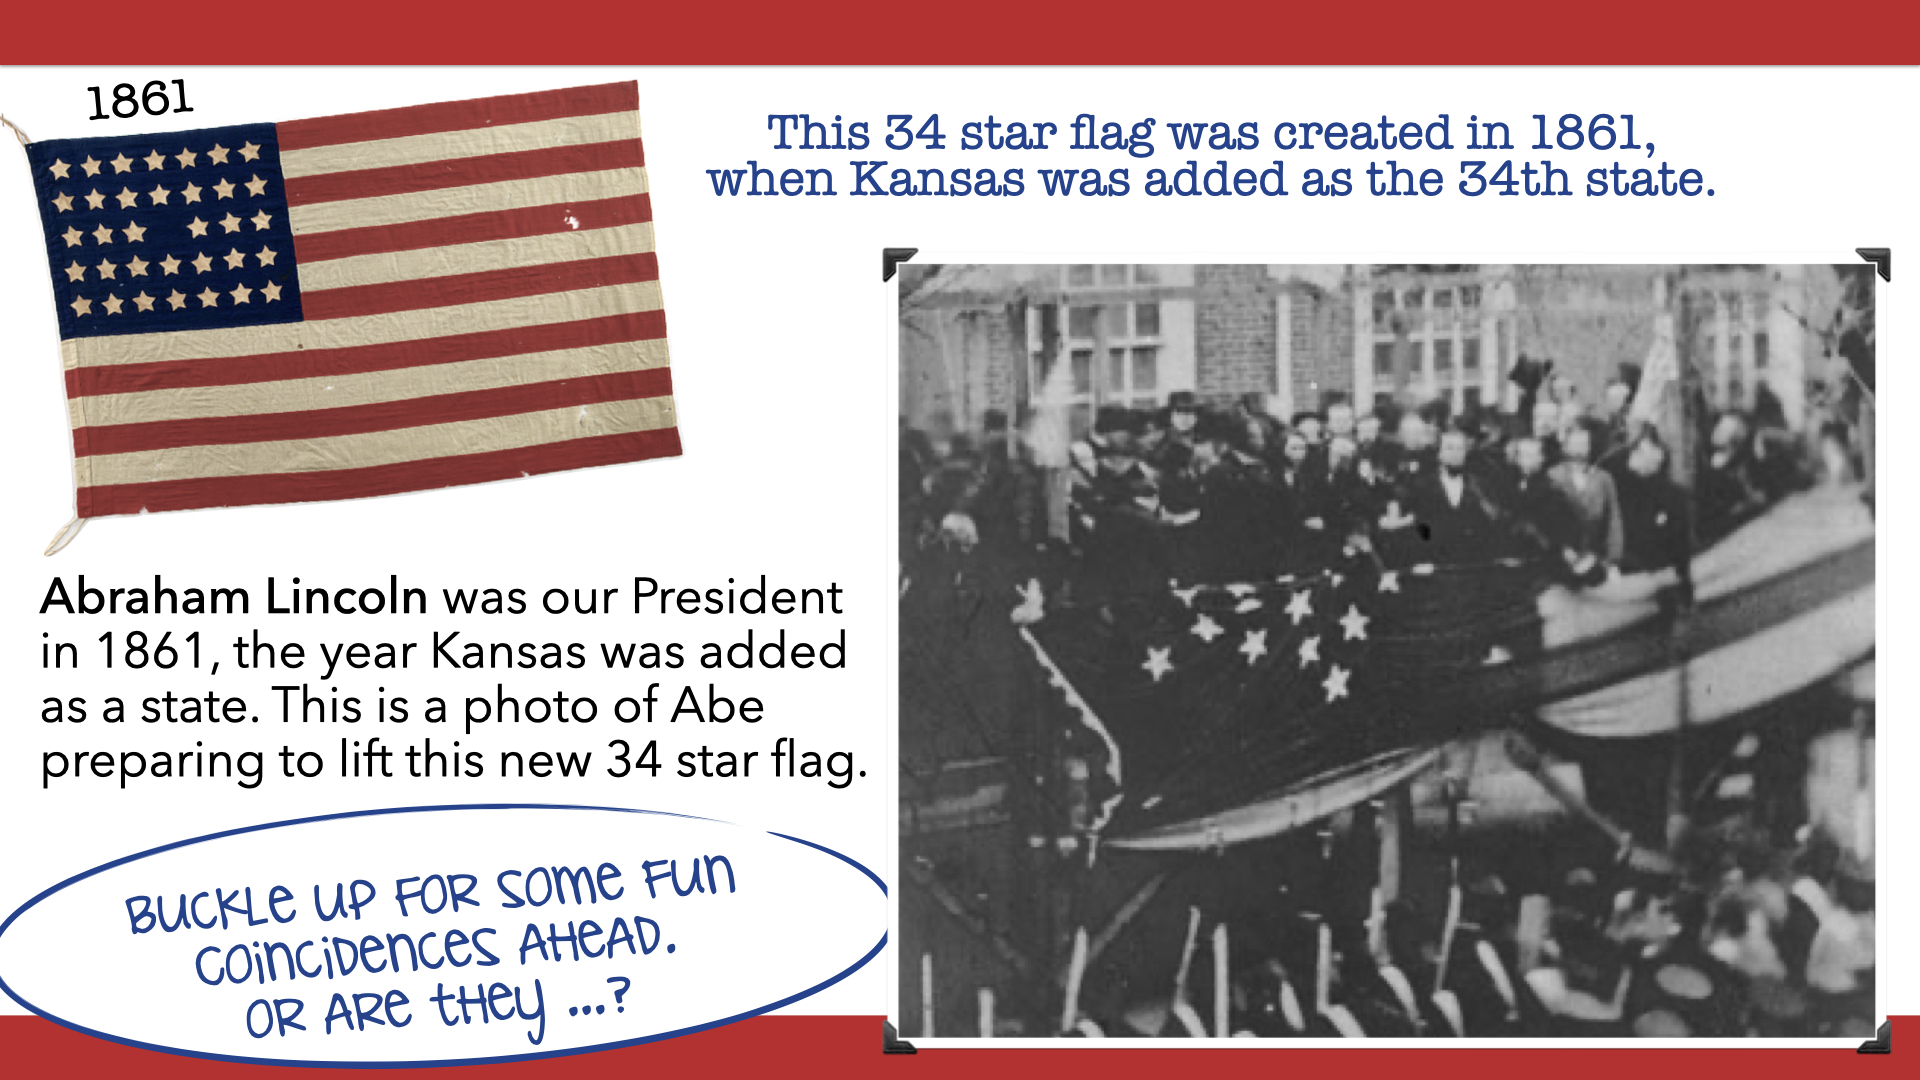 1861
This 34 star flag was created in 1861,
when Kansas was added as the 34th state.
Abraham Lincoln was our President
in 1861, the year Kansas was added
as a state. This is a photo of Abe
preparing to lift this new 34 star flag.
BUCKLe UP FOR SOMe FUn
COinCiDenCeS AHeAD.
OR ARe tHey ...?